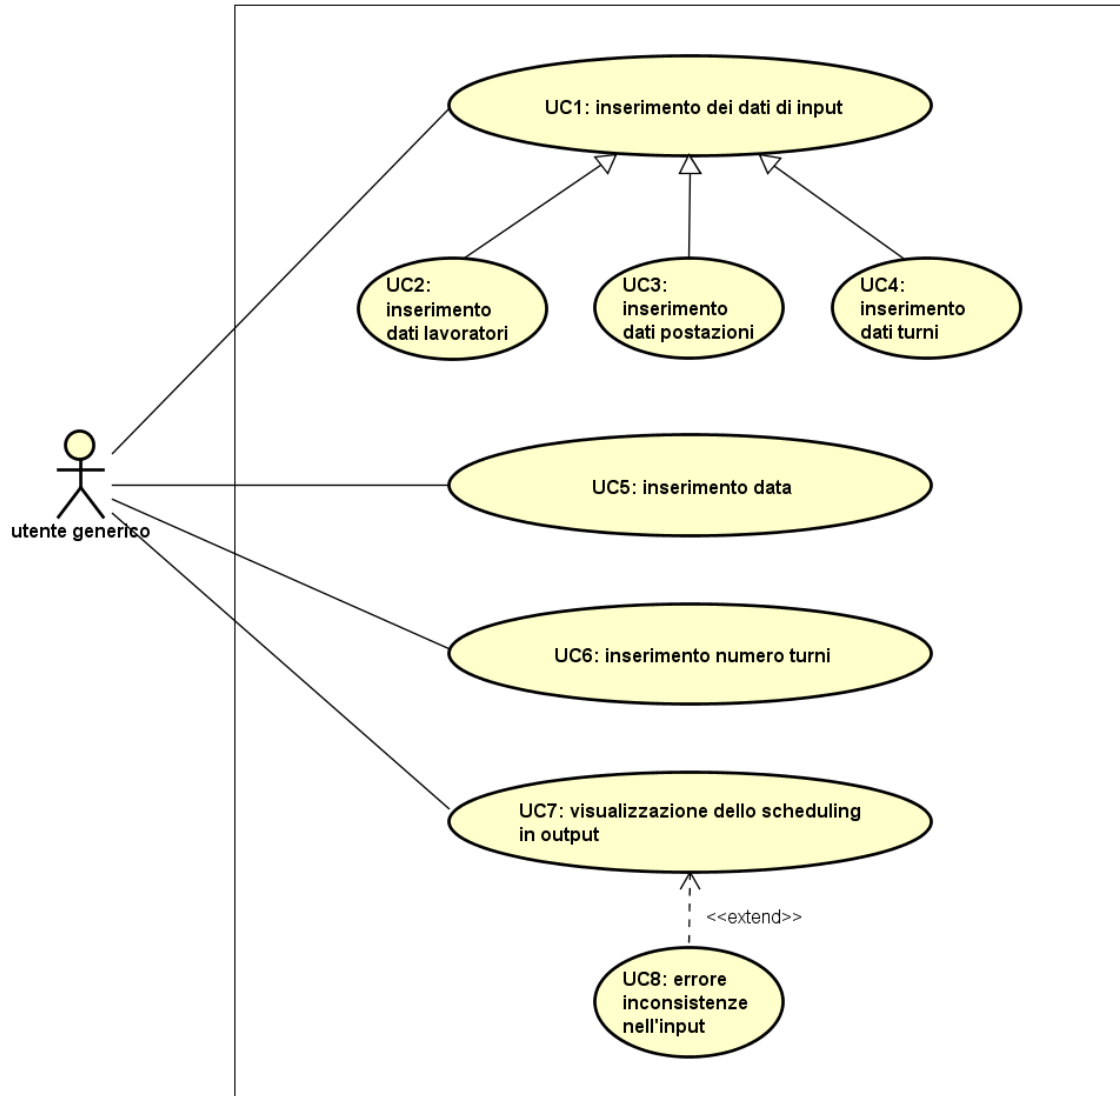 UC1: inserimento dei dati di input
UC2:
inserimento
dati lavoratori
UC3:
inserimento
dati postazioni
UC4:
inserimento
dati turni
utente generico
UC5: inserimento data
UC6: inserimento numero turni
UC7: visualizzazione dello scheduling
in output
<<extend>>
UC8: errore
inconsistenze
nell'input